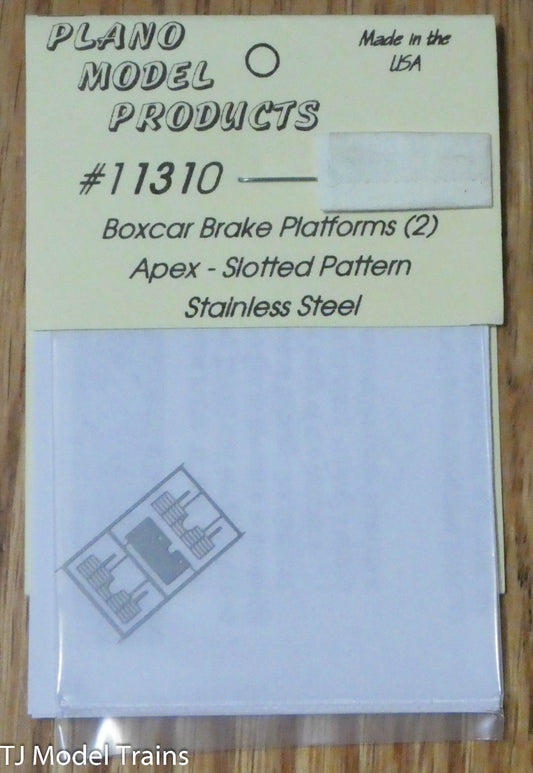 PLANO
MODEL
PRODUCTS
Made in the
USA
#11310
Boxcar Brake Platforms (2)
Apex - Slotted Pattern
Stainless Steel
TJ Model Trains